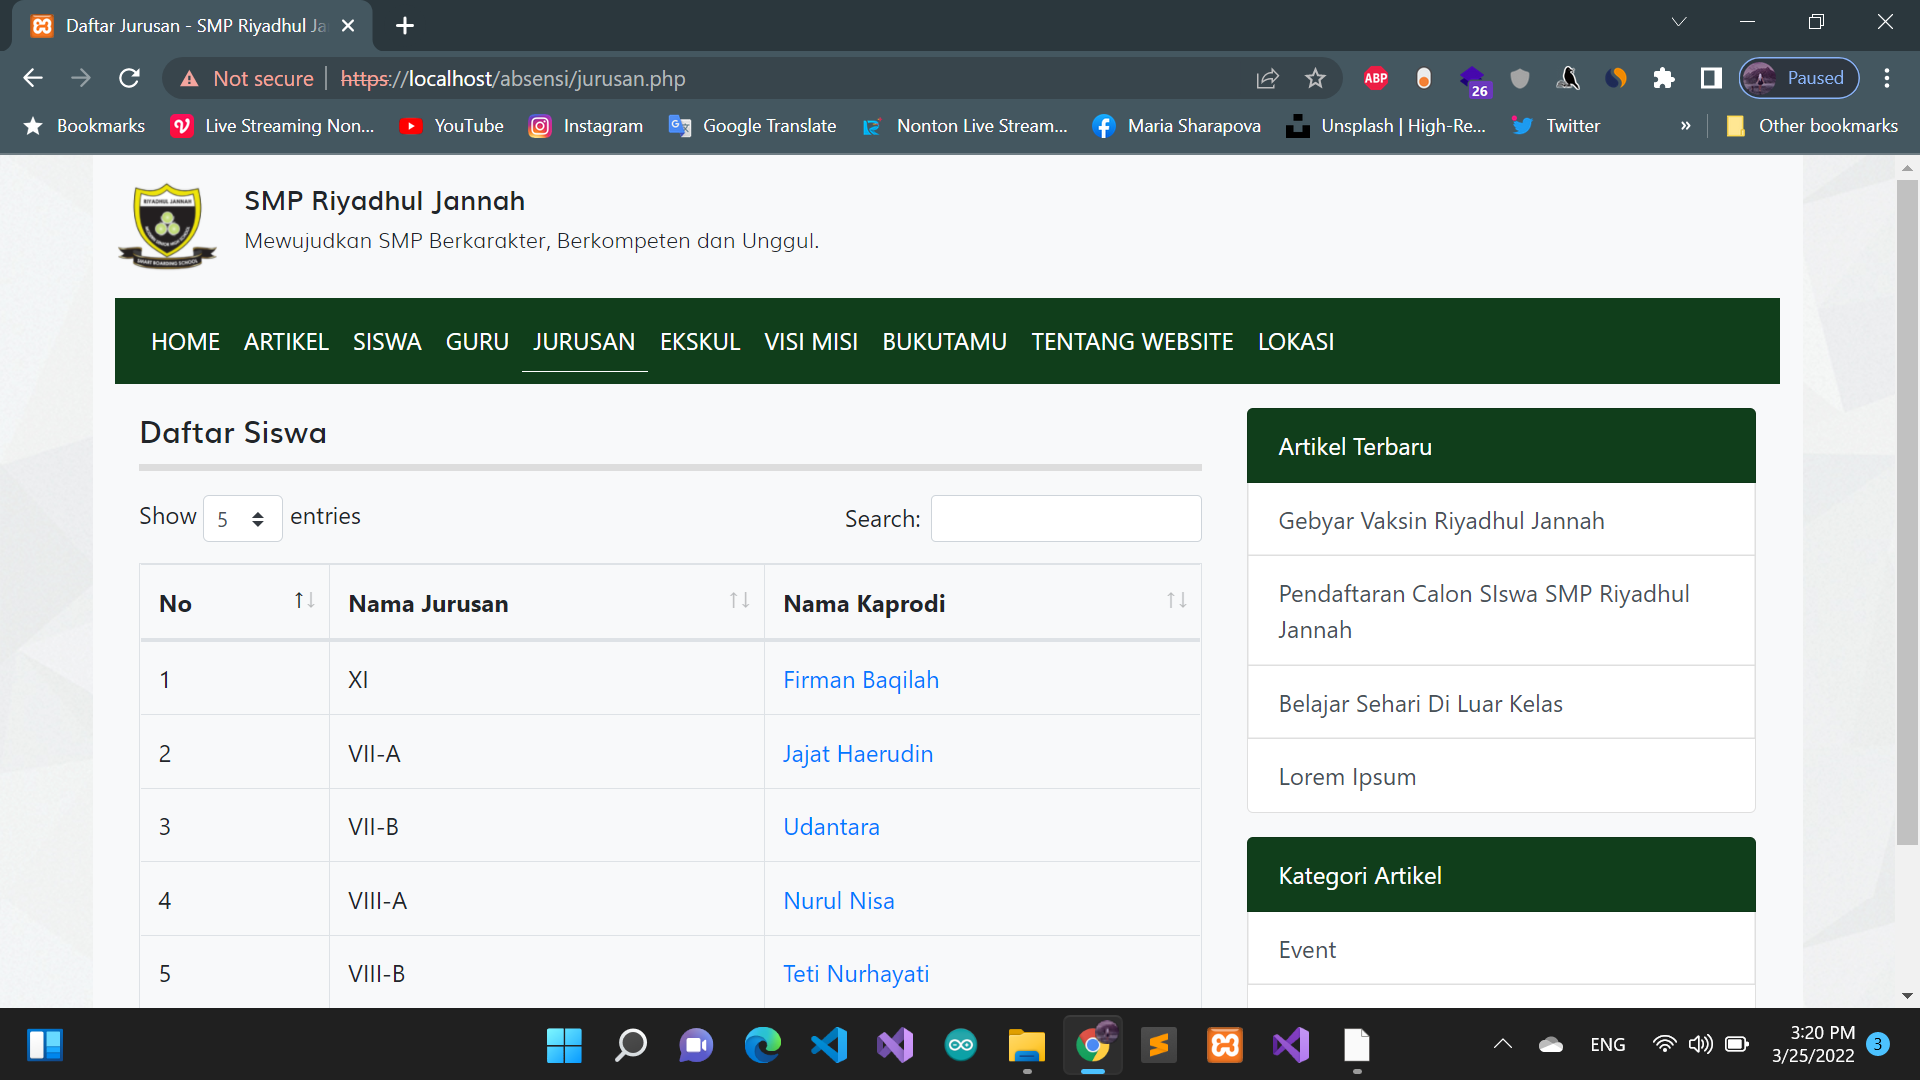 Daftar Jurusan - SMP Riyadhul Ja
Not secure https://localhost/absensi/jurusan.php
ABP
26
Paused
Bookmarks
Live Streaming Non...
YouTube
Instagram
Google Translate
Nonton Live Stream...
Maria Sharapova
Unsplash | High-Re...
Twitter
»
Other bookmarks
RIYADHUL JANNAH
SMART BOARDING SCHOOL
SMP Riyadhul Jannah
Mewujudkan SMP Berkarakter, Berkompeten dan Unggul.
HOME ARTIKEL SISWA GURU JURUSAN EKSKUL VISI MISI BUKUTAMU TENTANG WEBSITE LOKASI
Daftar Siswa
Show 5 entries
Search:
No Nama Jurusan Nama Kaprodi
1 XI Firman Baqilah
2 VII-A Jajat Haerudin
3 VII-B Udantara
4 VIII-A Nurul Nisa
5 VIII-B Teti Nurhayati
Artikel Terbaru
Gebyar Vaksin Riyadhul Jannah
Pendaftaran Calon SIswa SMP Riyadhul
Jannah
Belajar Sehari Di Luar Kelas
Lorem Ipsum
Kategori Artikel
Event
ENG
3:20 PM
3/25/2022
3